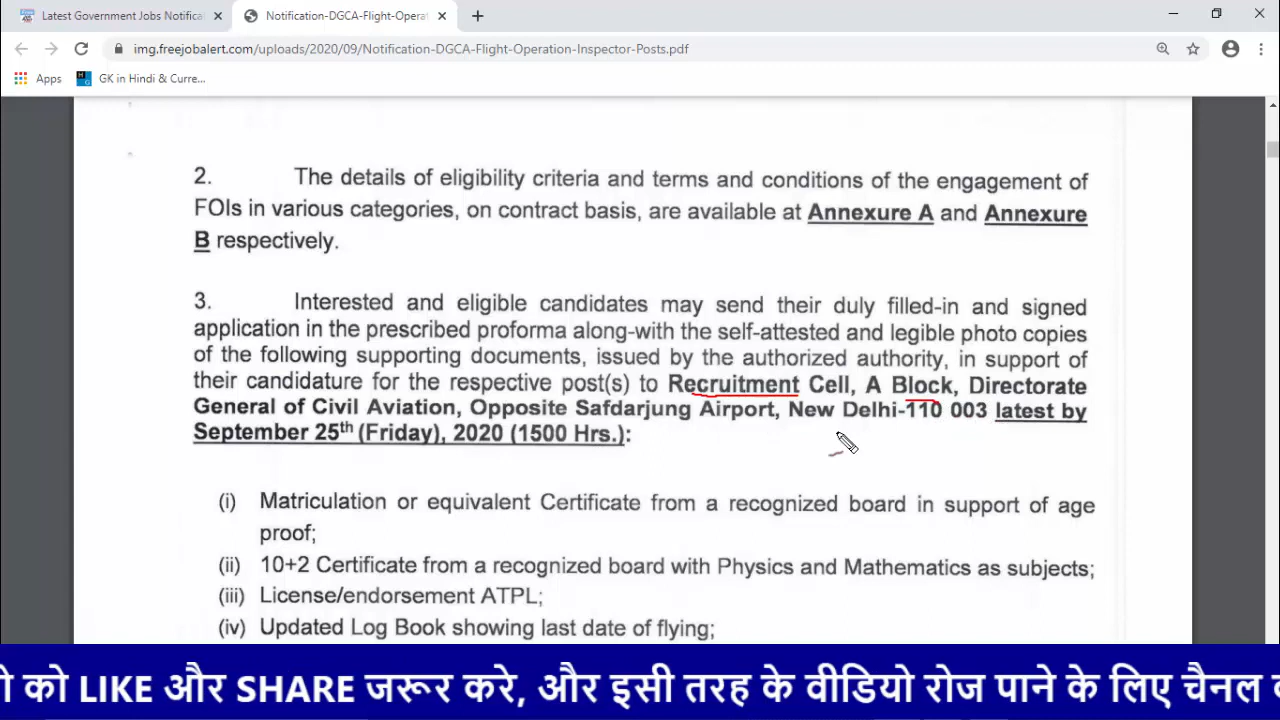 Latest Government Jobs Notifica
Notification-DGCA-Flight-Operat
img.freejobalert.com/uploads/2020/09/Notification-DGCA-Flight-Operation-Inspector-Posts.pdf
Apps
GK in Hindi & Curre...
2. The details of eligibility criteria and terms and conditions of the engagement of
FOIs in various categories, on contract basis, are available at Annexure A and Annexure
B respectively.
3. Interested and eligible candidates may send their duly filled-in and signed
application in the prescribed proforma along-with the self-attested and legible photo copies
of the following supporting documents, issued by the authorized authority, in support of
their candidature for the respective post(s) to Recruitment Cell, A Block, Directorate
General of Civil Aviation, Opposite Safdarjung Airport, New Delhi-110 003 latest by
September 25th (Friday), 2020 (1500 Hrs.):
(i) Matriculation or equivalent Certificate from a recognized board in support of age
proof;
(ii) 10+2 Certificate from a recognized board with Physics and Mathematics as subjects;
(iii) License/endorsement ATPL;
(iv) Updated Log Book showing last date of flying;
को LIKE और SHARE जरूर करे, और इसी तरह के वीडियो रोज पाने के लिए चैनल